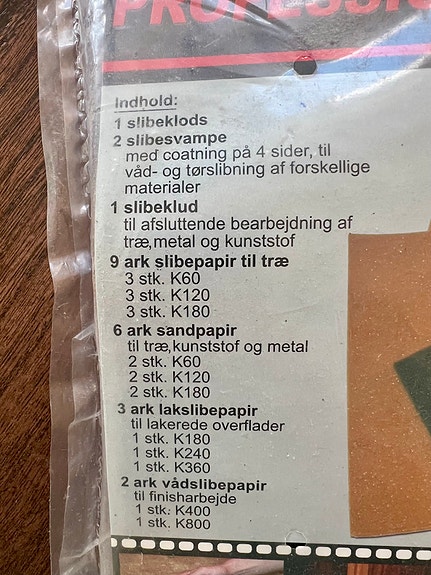 PROFESSIO
Indhold:
1 slibeklods
2 slibesvampe
med coatning på 4 sider, til
våd- og tørslibning af forskellige
materialer
1 slibeklud
til afsluttende bearbejdning af
træ,metal og kunststof
9 ark slibepapir til træ
3 stk. K60
3 stk. K120
3 stk. K180
6 ark sandpapir
til træ,kunststof og metal
2 stk. K60
2 stk. K120
2 stk. K180
3 ark lakslibepapir
til lakerede overflader
1 stk. K180
1 stk. K240
1 stk. K360
2 ark vådslibepapir
til finisharbejde
1 stk. K400
1 stk. K800